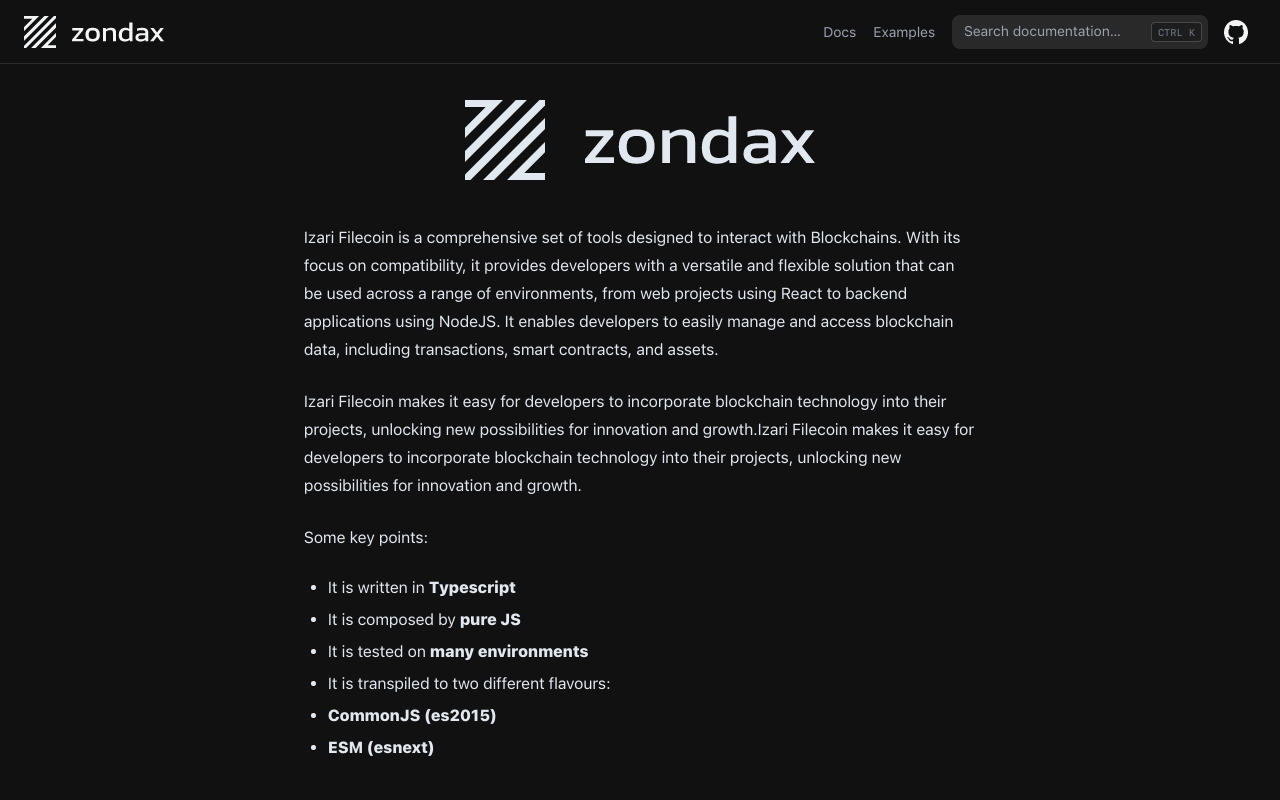 zondax
Docs
Examples
Search documentation...
CTRL K
zondax
Izari Filecoin is a comprehensive set of tools designed to interact with Blockchains. With its
focus on compatibility, it provides developers with a versatile and flexible solution that can
be used across a range of environments, from web projects using React to backend
applications using NodeJS. It enables developers to easily manage and access blockchain
data, including transactions, smart contracts, and assets.
Izari Filecoin makes it easy for developers to incorporate blockchain technology into their
projects, unlocking new possibilities for innovation and growth.Izari Filecoin makes it easy for
developers to incorporate blockchain technology into their projects, unlocking new
possibilities for innovation and growth.
Some key points:
It is written in Typescript
It is composed by pure JS
It is tested on many environments
It is transpiled to two different flavours:
CommonJS (es2015)
ESM (esnext)